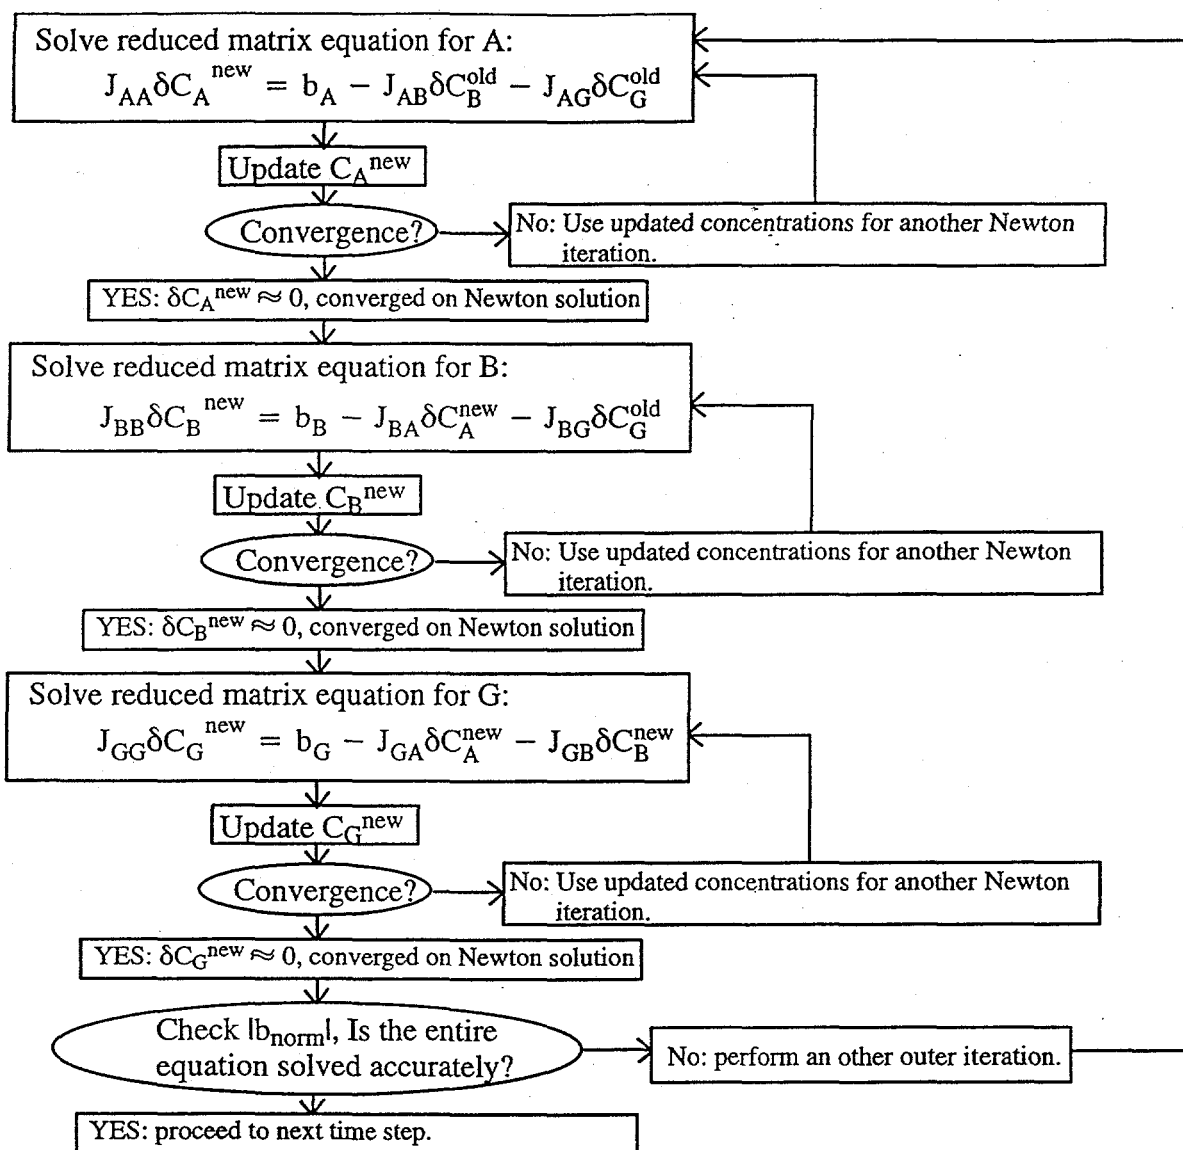 Solve reduced matrix equation for A:
J_AA δC_A^new = b_A − J_AB δC_B^old − J_AG δC_G^old
Update C_A^new
Convergence?
No: Use updated concentrations for another Newton
iteration.
YES: δC_A^new ≈ 0, converged on Newton solution
Solve reduced matrix equation for B:
J_BB δC_B^new = b_B − J_BA δC_A^new − J_BG δC_G^old
Update C_B^new
Convergence?
No: Use updated concentrations for another Newton
iteration.
YES: δC_B^new ≈ 0, converged on Newton solution
Solve reduced matrix equation for G:
J_GG δC_G^new = b_G − J_GA δC_A^new − J_GB δC_B^new
Update C_G^new
Convergence?
No: Use updated concentrations for another Newton
iteration.
YES: δC_G^new ≈ 0, converged on Newton solution
Check |b_norm|, Is the entire
equation solved accurately?
No: perform an other outer iteration.
YES: proceed to next time step.